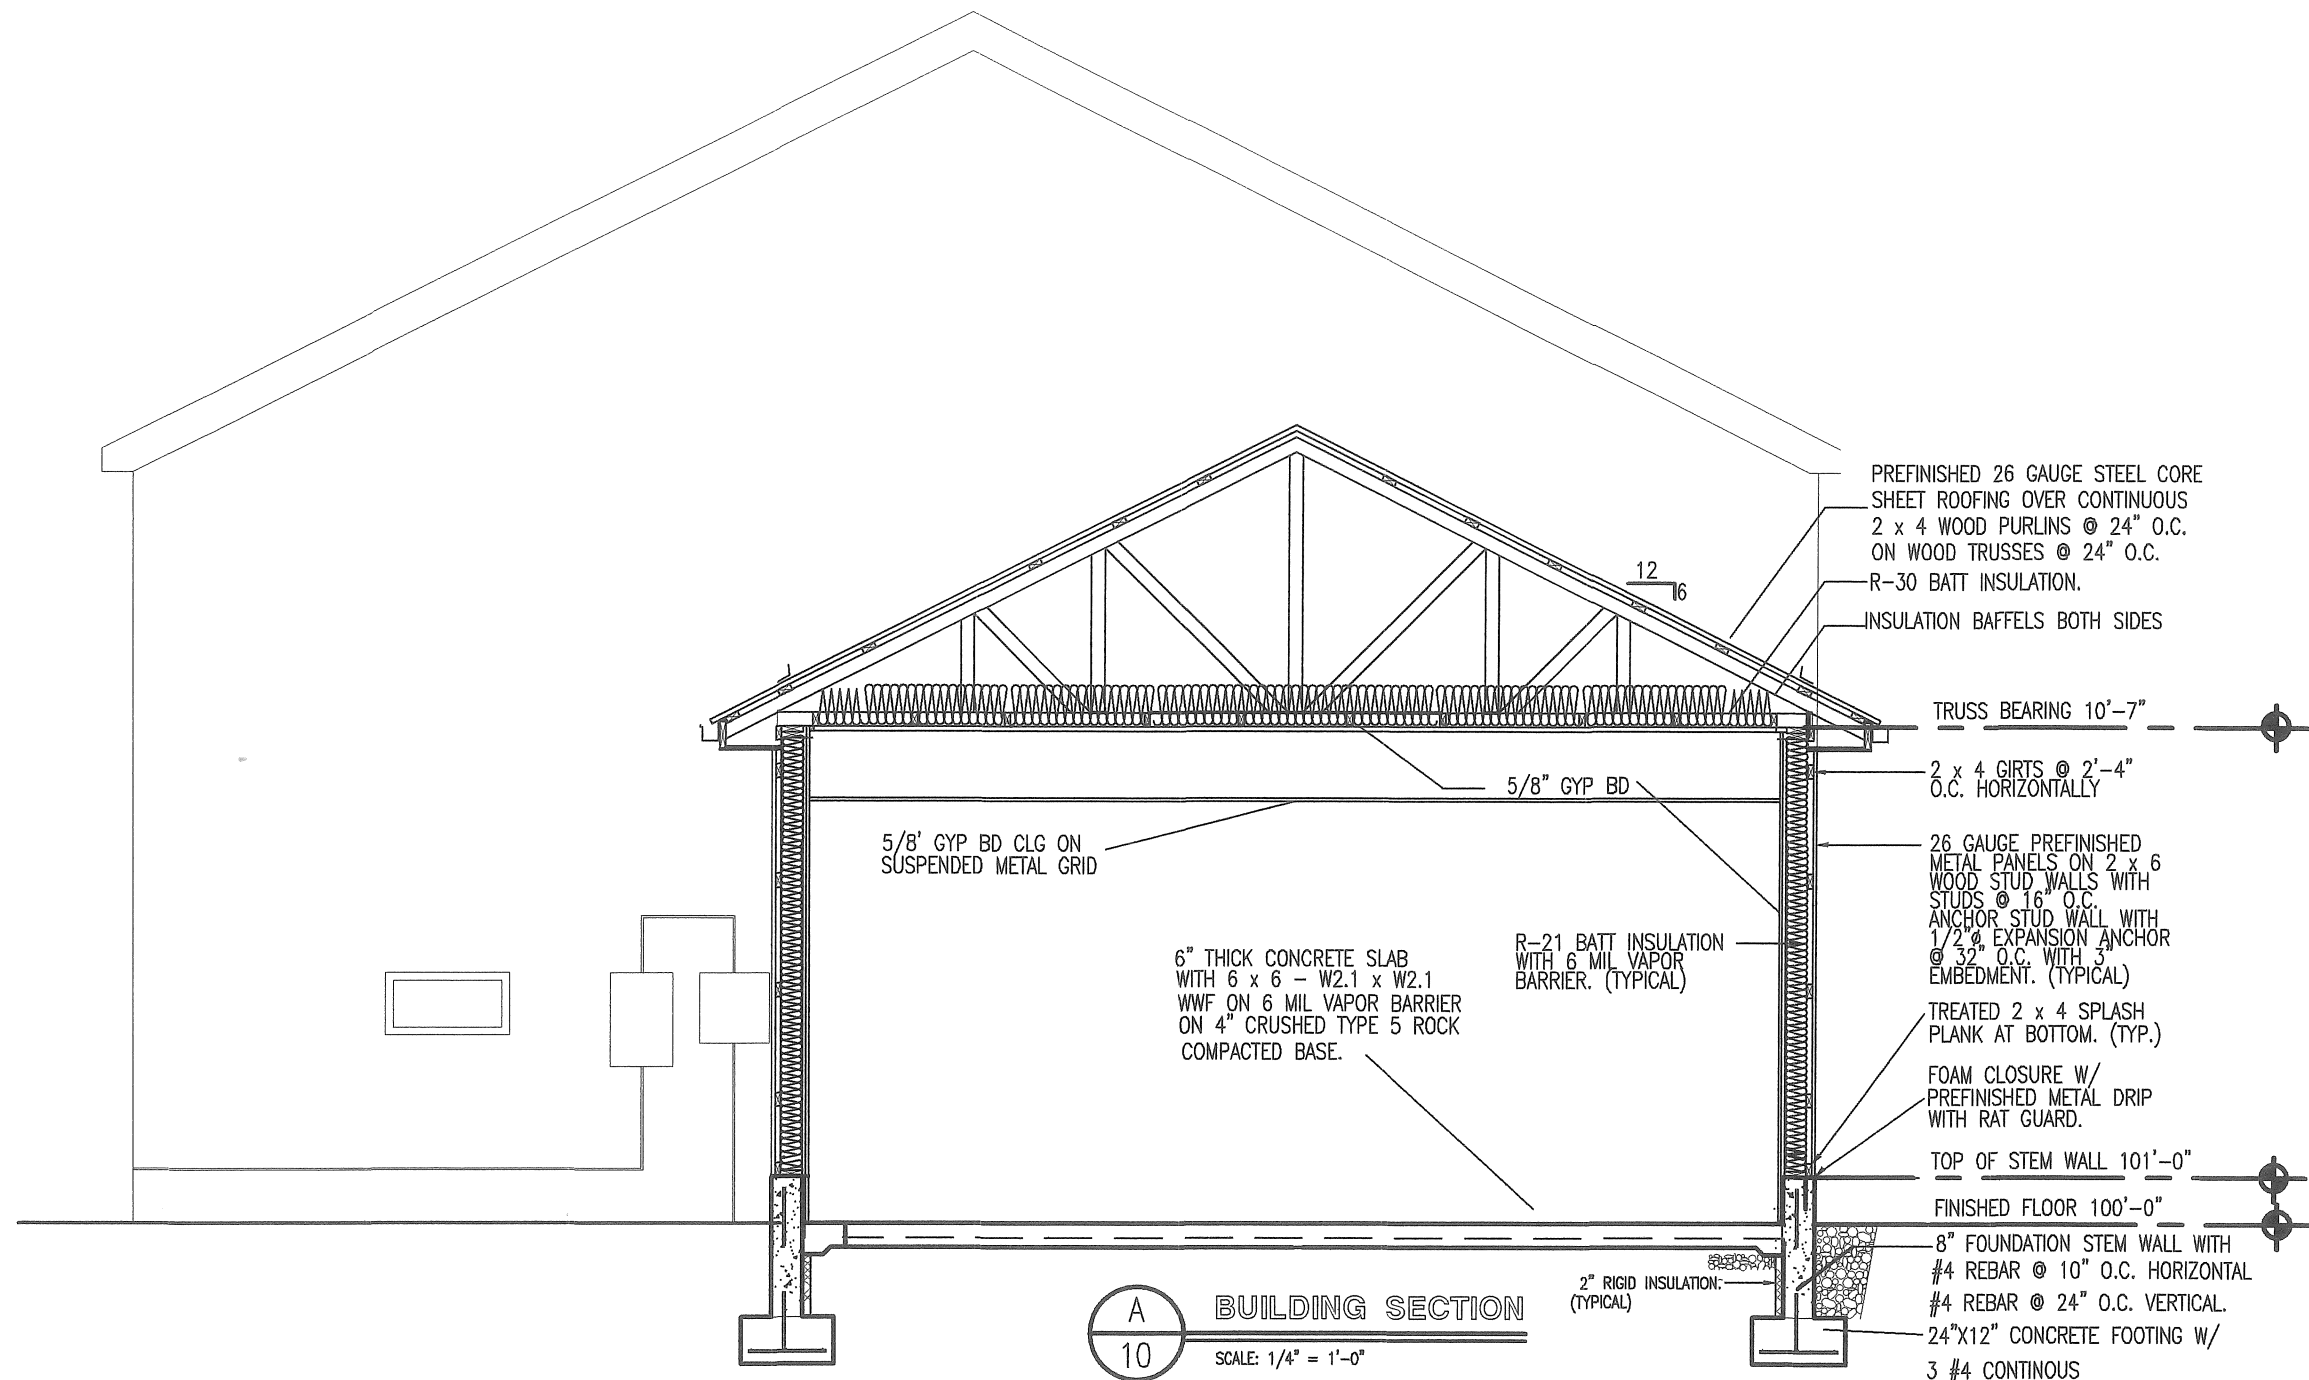 PREFINISHED 26 GAUGE STEEL CORE
SHEET ROOFING OVER CONTINUOUS
2 x 4 WOOD PURLINS @ 24" O.C.
ON WOOD TRUSSES @ 24" O.C.
12
6
R-30 BATT INSULATION.
INSULATION BAFFELS BOTH SIDES
TRUSS BEARING 10'-7"
2 x 4 GIRTS @ 2'-4"
O.C. HORIZONTALLY
5/8" GYP BD
5/8' GYP BD CLG ON
SUSPENDED METAL GRID
26 GAUGE PREFINISHED
METAL PANELS ON 2 x 6
WOOD STUD WALLS WITH
STUDS @ 16" O.C.
ANCHOR STUD WALL WITH
1/2"ø EXPANSION ANCHOR
@ 32" O.C. WITH 3"
EMBEDMENT. (TYPICAL)
R-21 BATT INSULATION
WITH 6 MIL VAPOR
BARRIER. (TYPICAL)
6" THICK CONCRETE SLAB
WITH 6 x 6 - W2.1 x W2.1
WWF ON 6 MIL VAPOR BARRIER
ON 4" CRUSHED TYPE 5 ROCK
COMPACTED BASE.
TREATED 2 x 4 SPLASH
PLANK AT BOTTOM. (TYP.)
FOAM CLOSURE W/
PREFINISHED METAL DRIP
WITH RAT GUARD.
TOP OF STEM WALL 101'-0"
FINISHED FLOOR 100'-0"
8" FOUNDATION STEM WALL WITH
#4 REBAR @ 10" O.C. HORIZONTAL
#4 REBAR @ 24" O.C. VERTICAL.
24"X12" CONCRETE FOOTING W/
3 #4 CONTINOUS
2" RIGID INSULATION.
(TYPICAL)
A
10
BUILDING SECTION
SCALE: 1/4" = 1'-0"